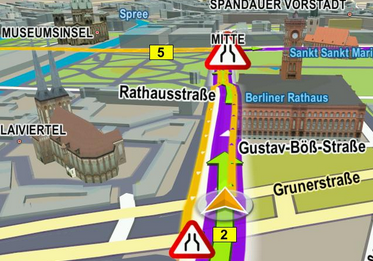 SPANDAUER VORSTADT
Spree
MUSEUMSINSEL
MITTE
5
Sankt Sankt Mari
Rathausstraße
Berliner Rathaus
LAIVIERTEL
Gustav-Böß-Straße
Grunerstraße
2